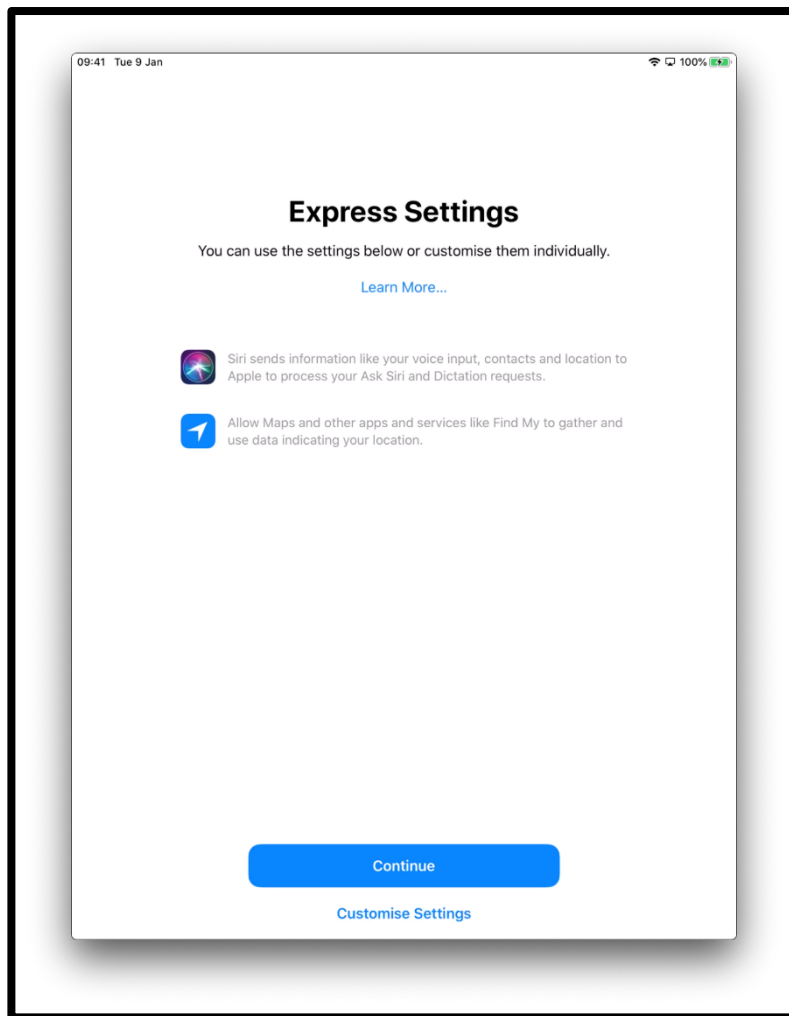 09:41 Tue 9 Jan 100%
Express Settings
You can use the settings below or customise them individually.
Learn More...
Siri sends information like your voice input, contacts and location to
Apple to process your Ask Siri and Dictation requests.
Allow Maps and other apps and services like Find My to gather and
use data indicating your location.
Continue
Customise Settings